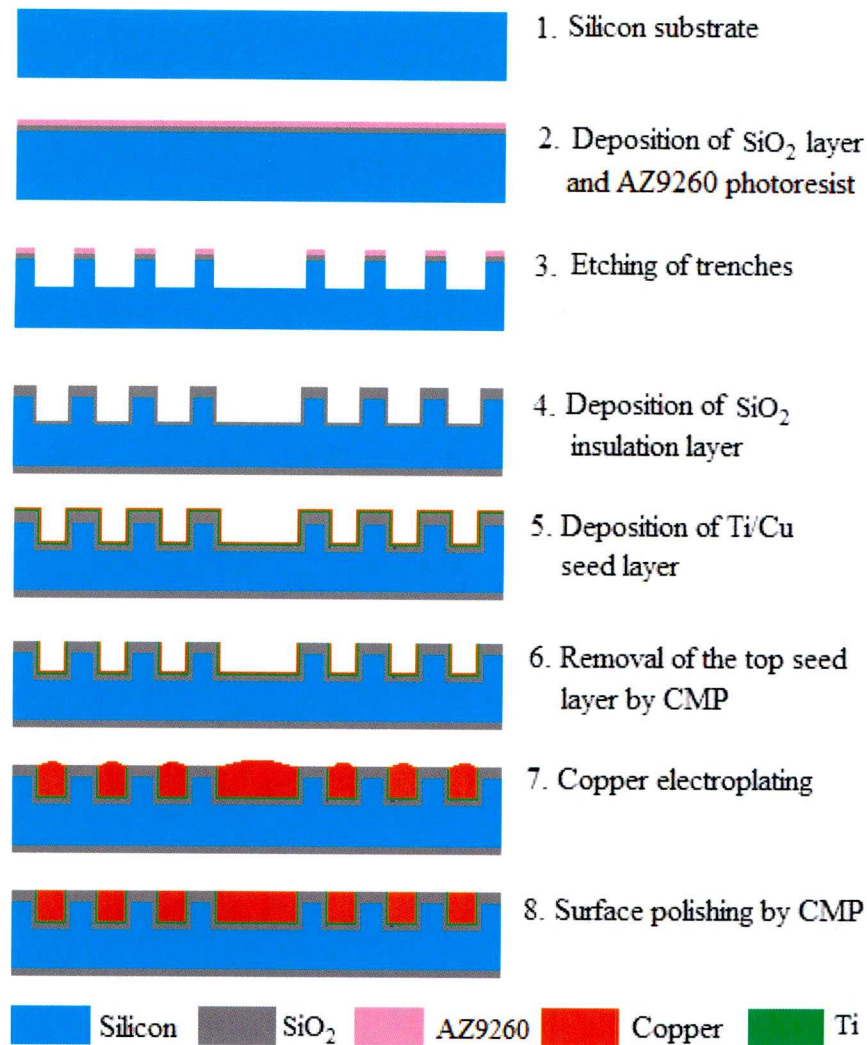 1. Silicon substrate
2. Deposition of SiO₂ layer
and AZ9260 photoresist
3. Etching of trenches
4. Deposition of SiO₂
insulation layer
5. Deposition of Ti/Cu
seed layer
6. Removal of the top seed
layer by CMP
7. Copper electroplating
8. Surface polishing by CMP
Silicon SiO₂ AZ9260 Copper Ti